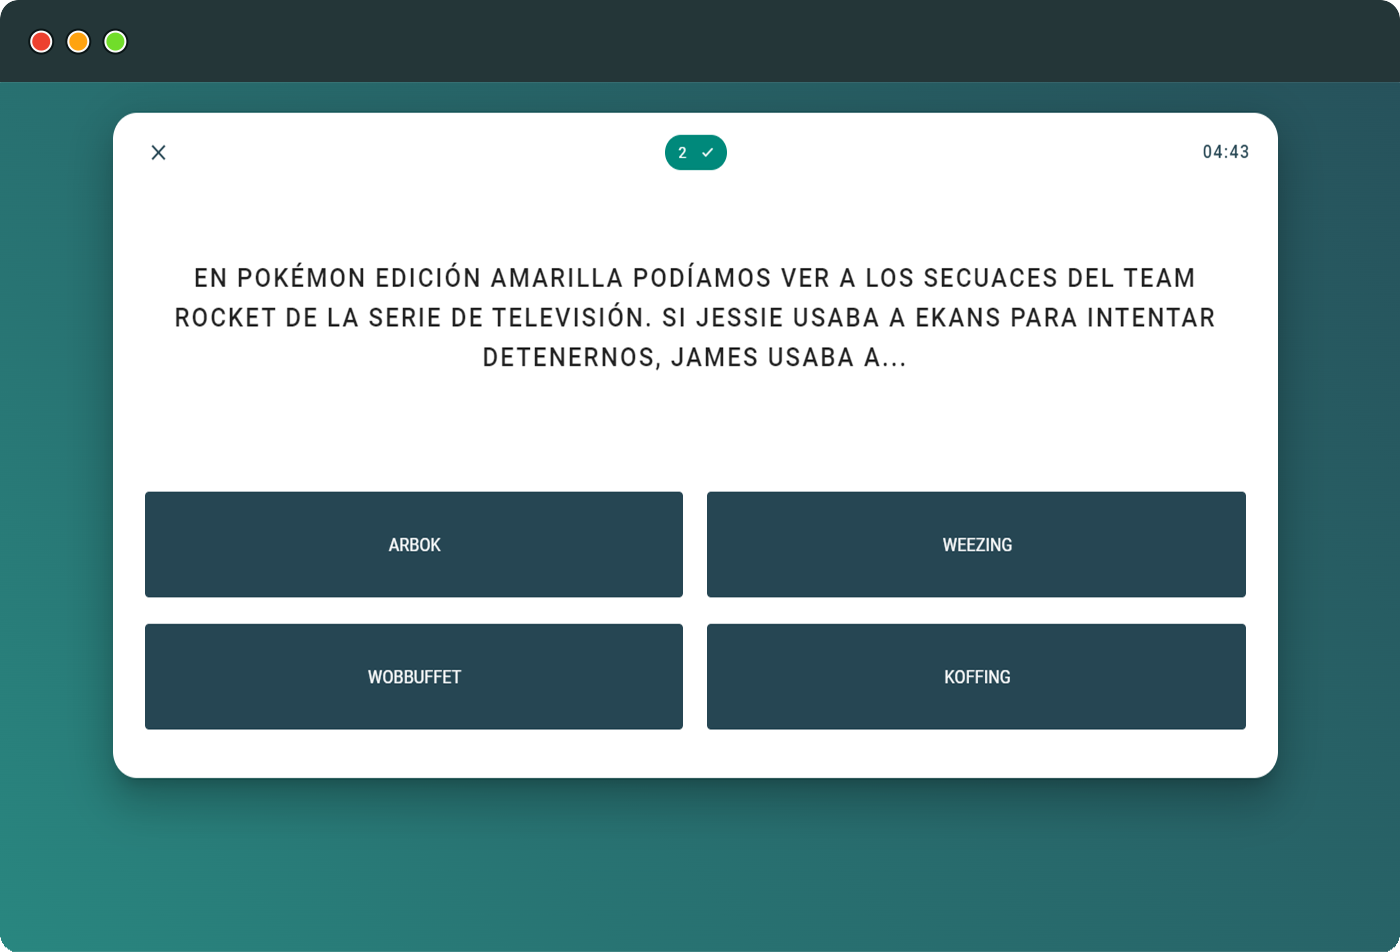 2
04:43
EN POKÉMON EDICIÓN AMARILLA PODÍAMOS VER A LOS SECUACES DEL TEAM
ROCKET DE LA SERIE DE TELEVISIÓN. SI JESSIE USABA A EKANS PARA INTENTAR
DETENERNOS, JAMES USABA A...
ARBOK
WEEZING
WOBBUFFET
KOFFING